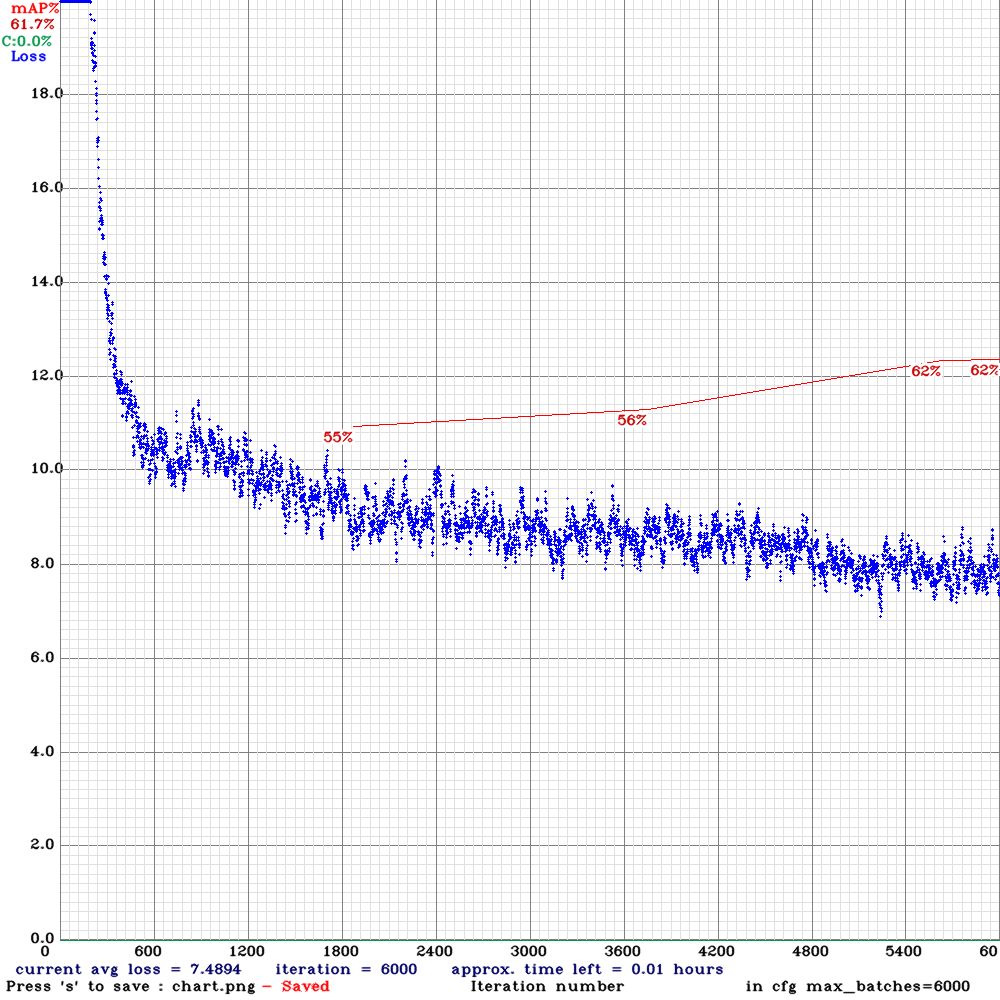 mAP%
61.7%
C:0.0%
Loss
18.0
16.0
14.0
12.0
10.0
8.0
6.0
4.0
2.0
0.0
55%
56%
62%
62%
0 600 1200 1800 2400 3000 3600 4200 4800 5400 60
current avg loss = 7.4894 iteration = 6000 approx. time left = 0.01 hours
Press 's' to save : chart.png - Saved Iteration number in cfg max_batches=6000